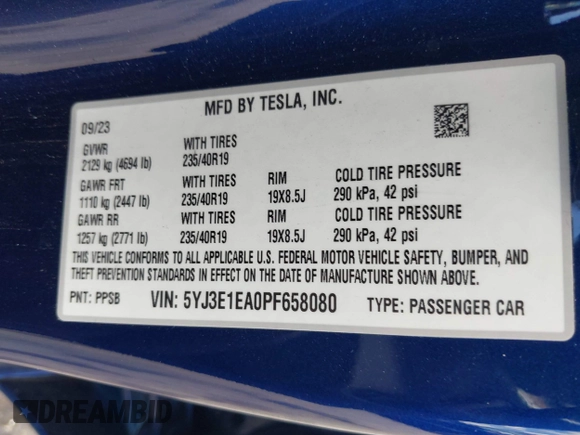 MFD BY TESLA, INC.
09/23
GVWR WITH TIRES
2129 kg (4694 lb) 235/40R19
GAWR FRT WITH TIRES RIM COLD TIRE PRESSURE
1110 kg (2447 lb) 235/40R19 19X8.5J 290 kPa, 42 psi
GAWR RR WITH TIRES RIM COLD TIRE PRESSURE
1257 kg (2771 lb) 235/40R19 19X8.5J 290 kPa, 42 psi
THIS VEHICLE CONFORMS TO ALL APPLICABLE U.S. FEDERAL MOTOR VEHICLE SAFETY, BUMPER, AND
THEFT PREVENTION STANDARDS IN EFFECT ON THE DATE OF MANUFACTURE SHOWN ABOVE.
PNT: PPSB VIN: 5YJ3E1EA0PF658080 TYPE: PASSENGER CAR
DREAMBID